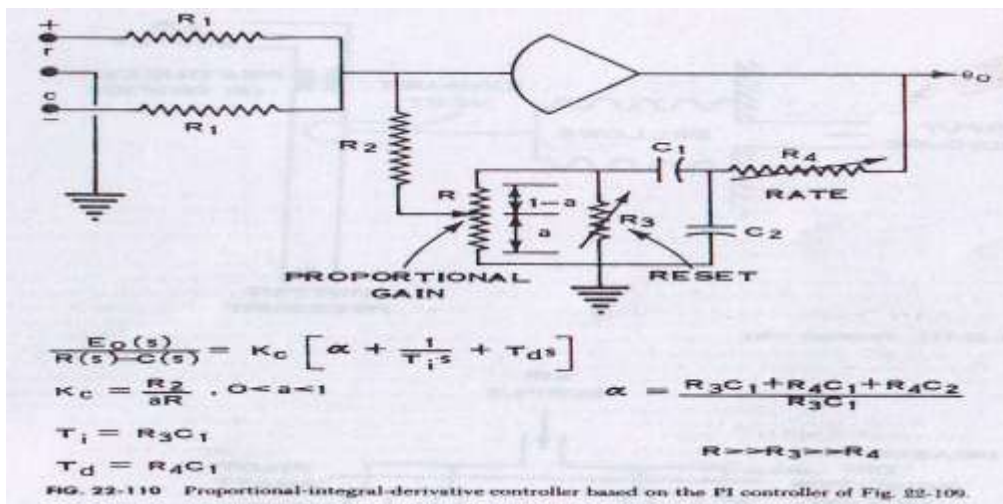 +
R1
r
c
R1
−
eo
R2
C1
R4
RATE
R
1−a
a
R3
C2
PROPORTIONAL
GAIN
RESET
Eo(s) / R(s)−C(s) = Kc [ α + 1/Ti s + Tds ]
Kc = R2/aR , 0<a<1
α = R3C1+R4C1+R4C2 / R3C1
Ti = R3C1
R>>R3>>R4
Td = R4C1
FIG. 22-110 Proportional-integral-derivative controller based on the PI controller of Fig. 22-109.